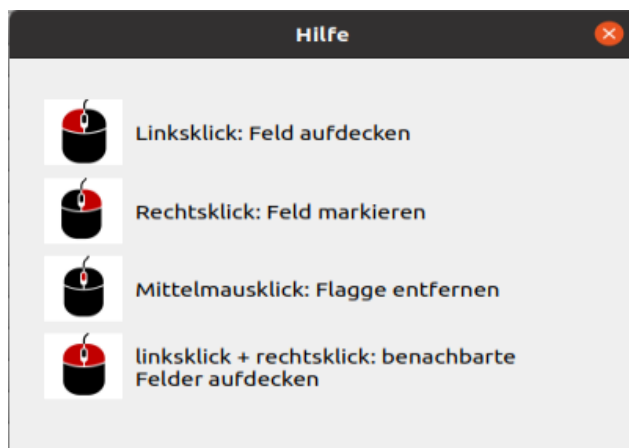 Hilfe
Linksklick: Feld aufdecken
Rechtsklick: Feld markieren
Mittelmausklick: Flagge entfernen
linksklick + rechtsklick: benachbarte
Felder aufdecken